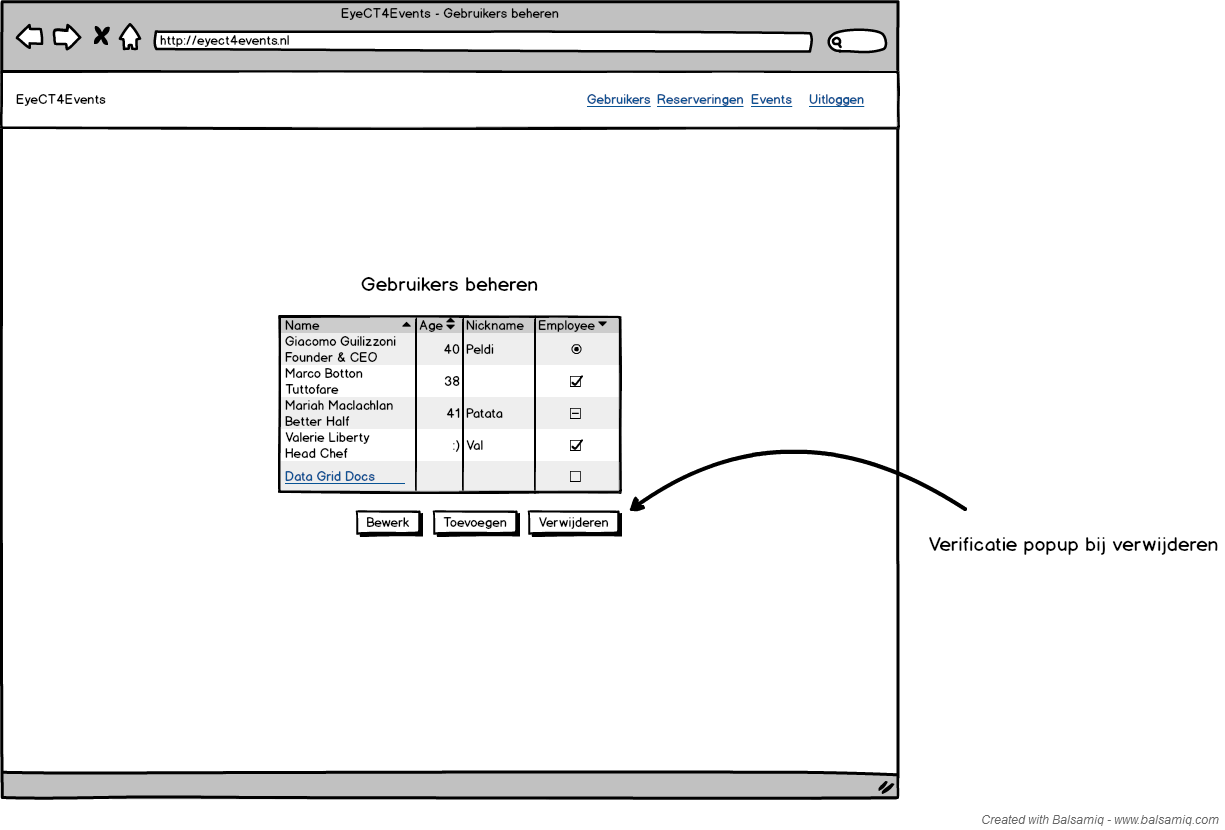 EyeCT4Events - Gebruikers beheren
http://eyect4events.nl
EyeCT4Events
Gebruikers Reserveringen Events Uitloggen
Gebruikers beheren
Name Age Nickname Employee
Giacomo Guilizzoni
Founder & CEO
40 Peldi
Marco Botton
Tuttofare
38
Mariah Maclachlan
Better Half
41 Patata
Valerie Liberty
Head Chef
:) Val
Data Grid Docs
Bewerk Toevoegen Verwijderen
Verificatie popup bij verwijderen
Created with Balsamiq - www.balsamiq.com